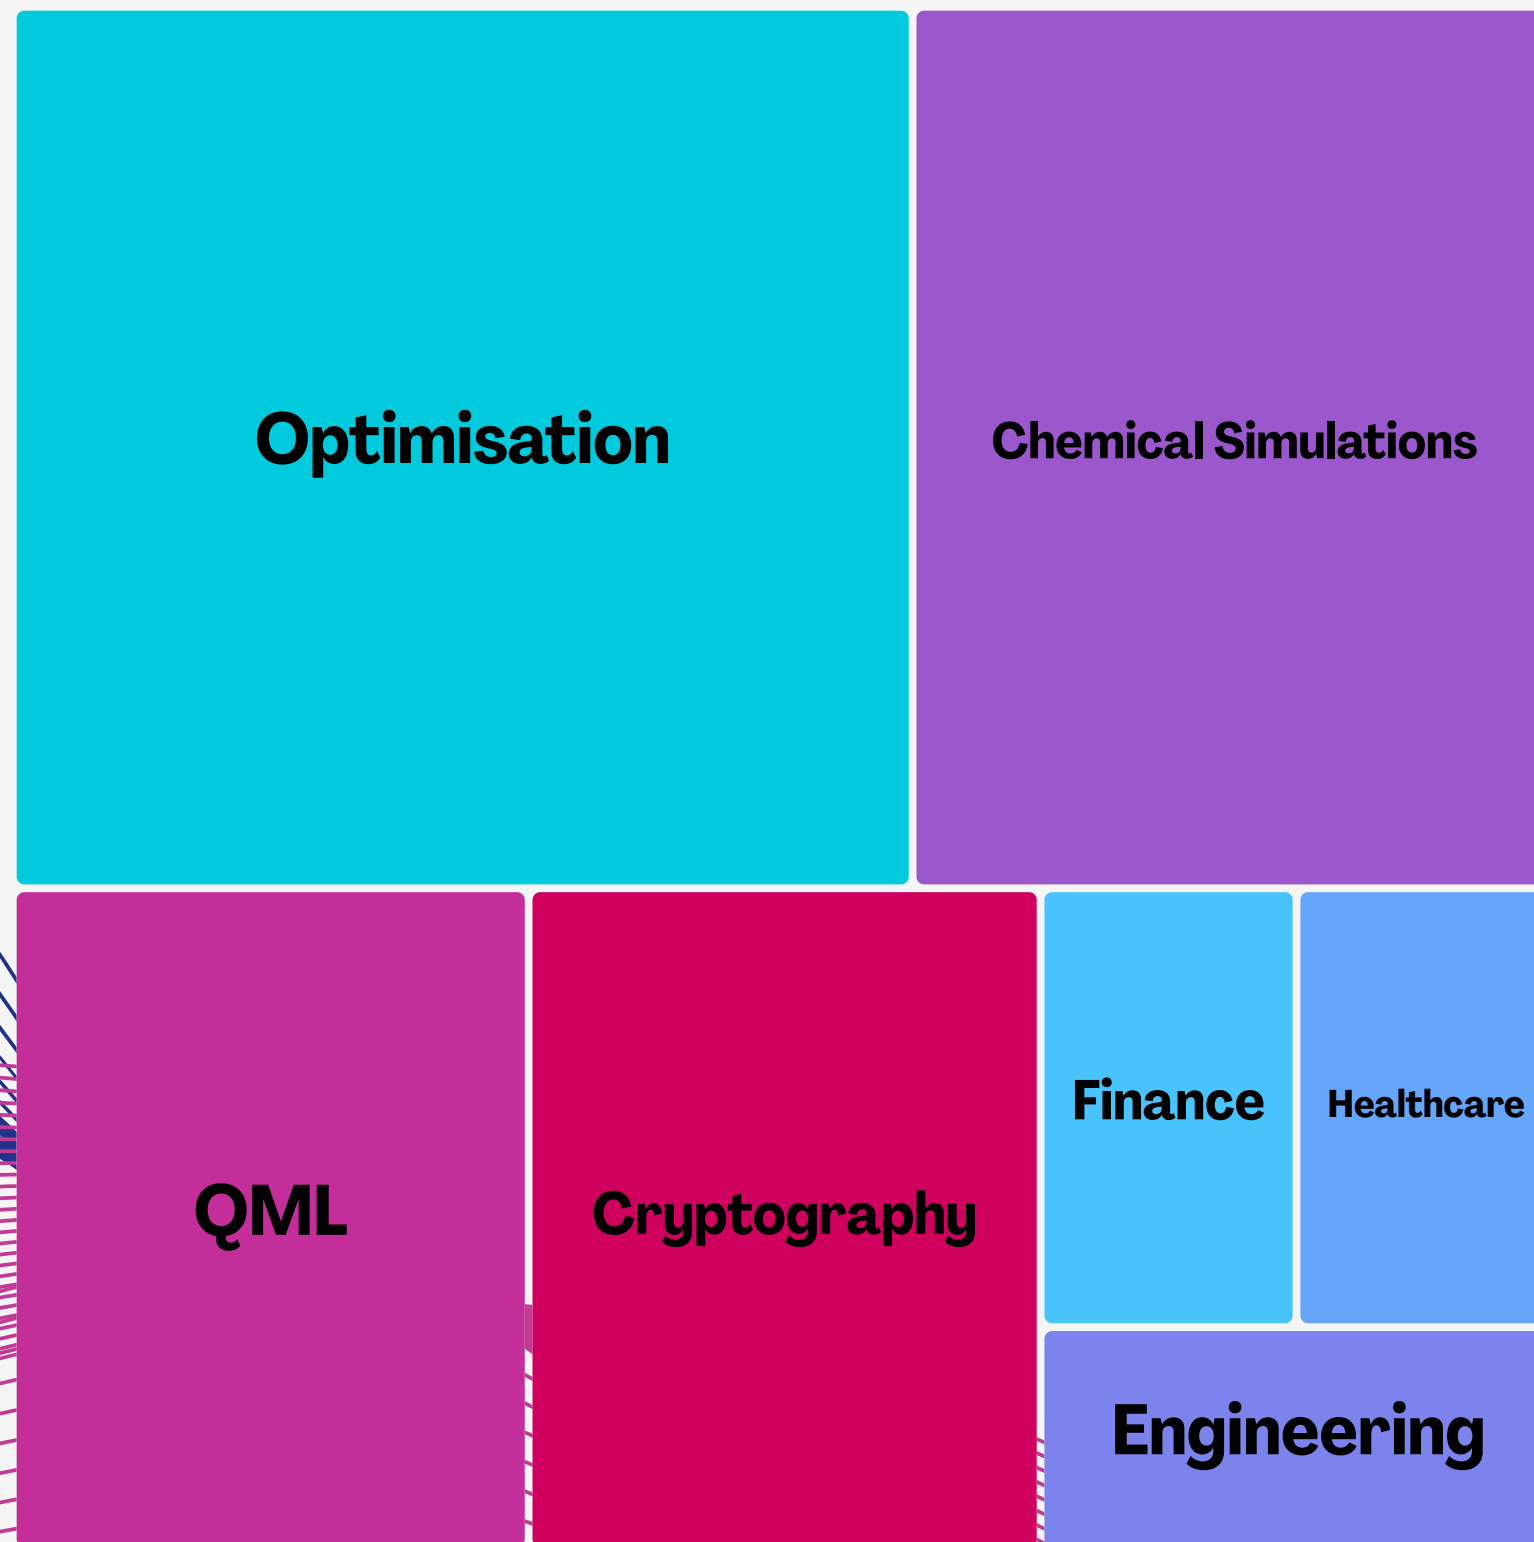 Optimisation
Chemical Simulations
QML
Cryptography
Finance
Healthcare
Engineering